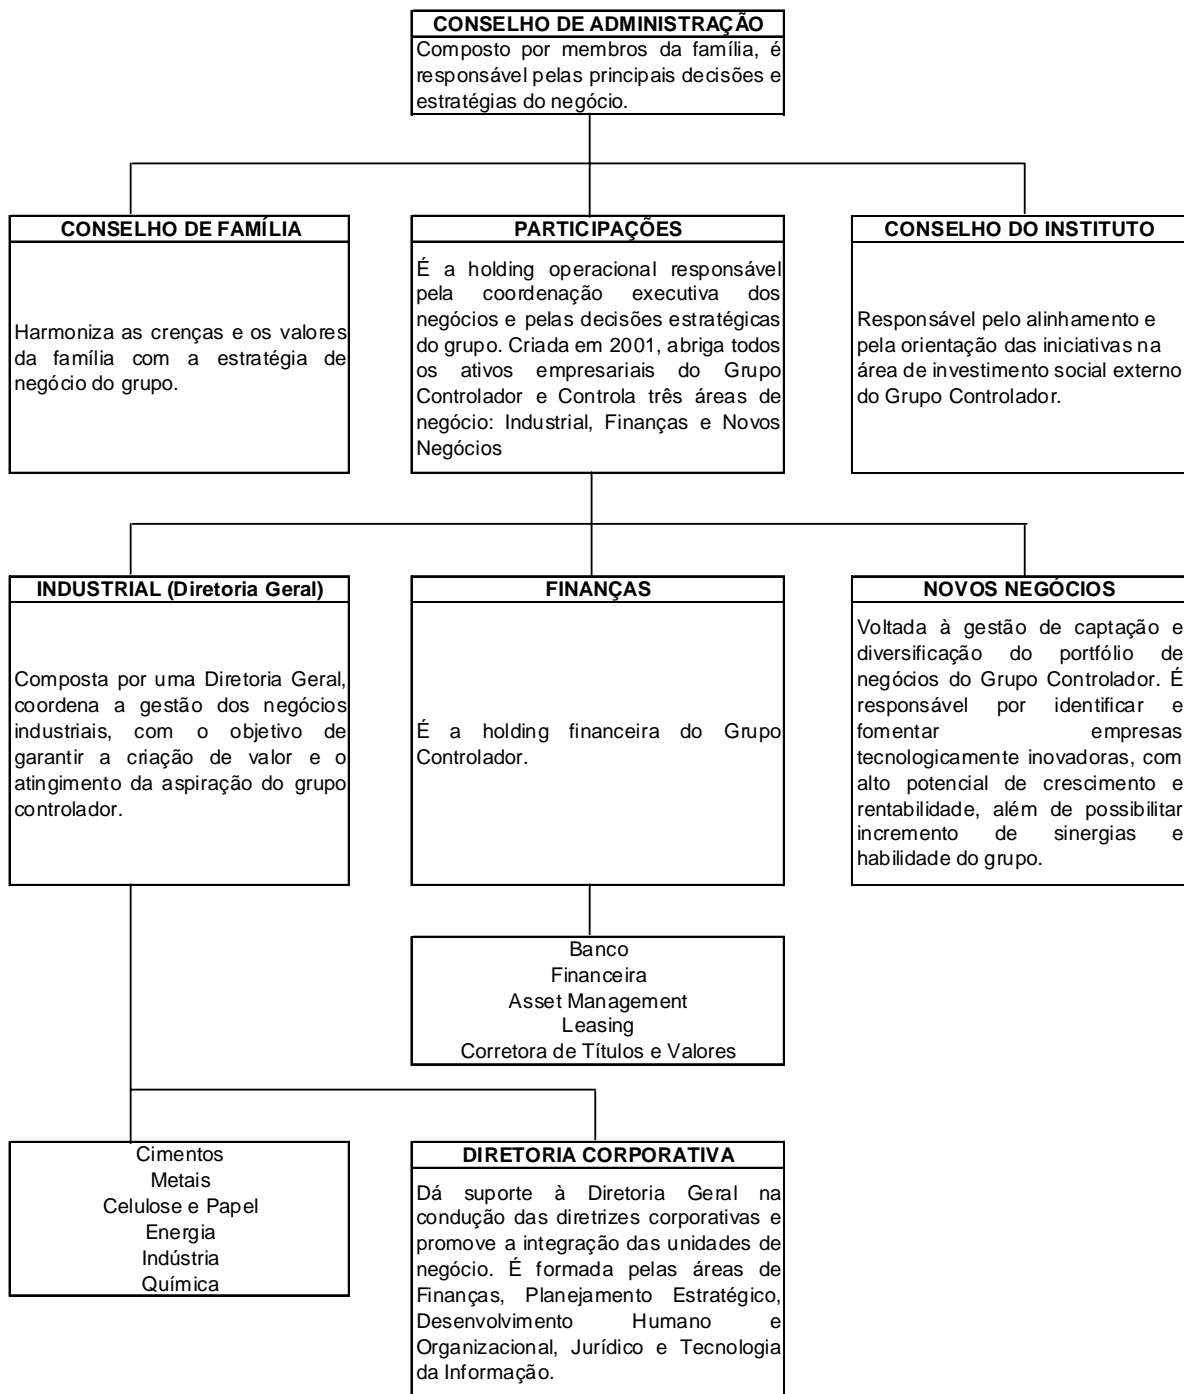 CONSELHO DE ADMINISTRAÇÃO
Composto por membros da família, é
responsável pelas principais decisões e
estratégias do negócio.
CONSELHO DE FAMÍLIA
Harmoniza as crenças e os valores
da família com a estratégia de
negócio do grupo.
PARTICIPAÇÕES
É a holding operacional responsável
pela coordenação executiva dos
negócios e pelas decisões estratégicas
do grupo. Criada em 2001, abriga todos
os ativos empresariais do Grupo
Controlador e Controla três áreas de
negócio: Industrial, Finanças e Novos
Negócios
CONSELHO DO INSTITUTO
Responsável pelo alinhamento e
pela orientação das iniciativas na
área de investimento social externo
do Grupo Controlador.
INDUSTRIAL (Diretoria Geral)
Composta por uma Diretoria Geral,
coordena a gestão dos negócios
industriais, com o objetivo de
garantir a criação de valor e o
atingimento da aspiração do grupo
controlador.
FINANÇAS
É a holding financeira do Grupo
Controlador.
NOVOS NEGÓCIOS
Voltada à gestão de captação e
diversificação do portfólio de
negócios do Grupo Controlador. É
responsável por identificar e
fomentar empresas
tecnologicamente inovadoras, com
alto potencial de crescimento e
rentabilidade, além de possibilitar
incremento de sinergias e
habilidade do grupo.
Banco
Financeira
Asset Management
Leasing
Corretora de Títulos e Valores
Cimentos
Metais
Celulose e Papel
Energia
Indústria
Química
DIRETORIA CORPORATIVA
Dá suporte à Diretoria Geral na
condução das diretrizes corporativas e
promove a integração das unidades de
negócio. É formada pelas áreas de
Finanças, Planejamento Estratégico,
Desenvolvimento Humano e
Organizacional, Jurídico e Tecnologia
da Informação.